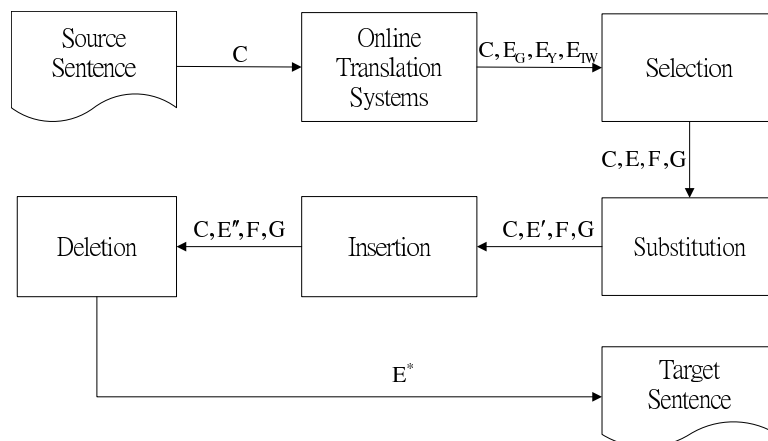 Source
Sentence
C
Online
Translation
Systems
C, E_G, E_Y, E_TW
Selection
C, E, F, G
Substitution
C, E′, F, G
Insertion
C, E″, F, G
Deletion
E*
Target
Sentence